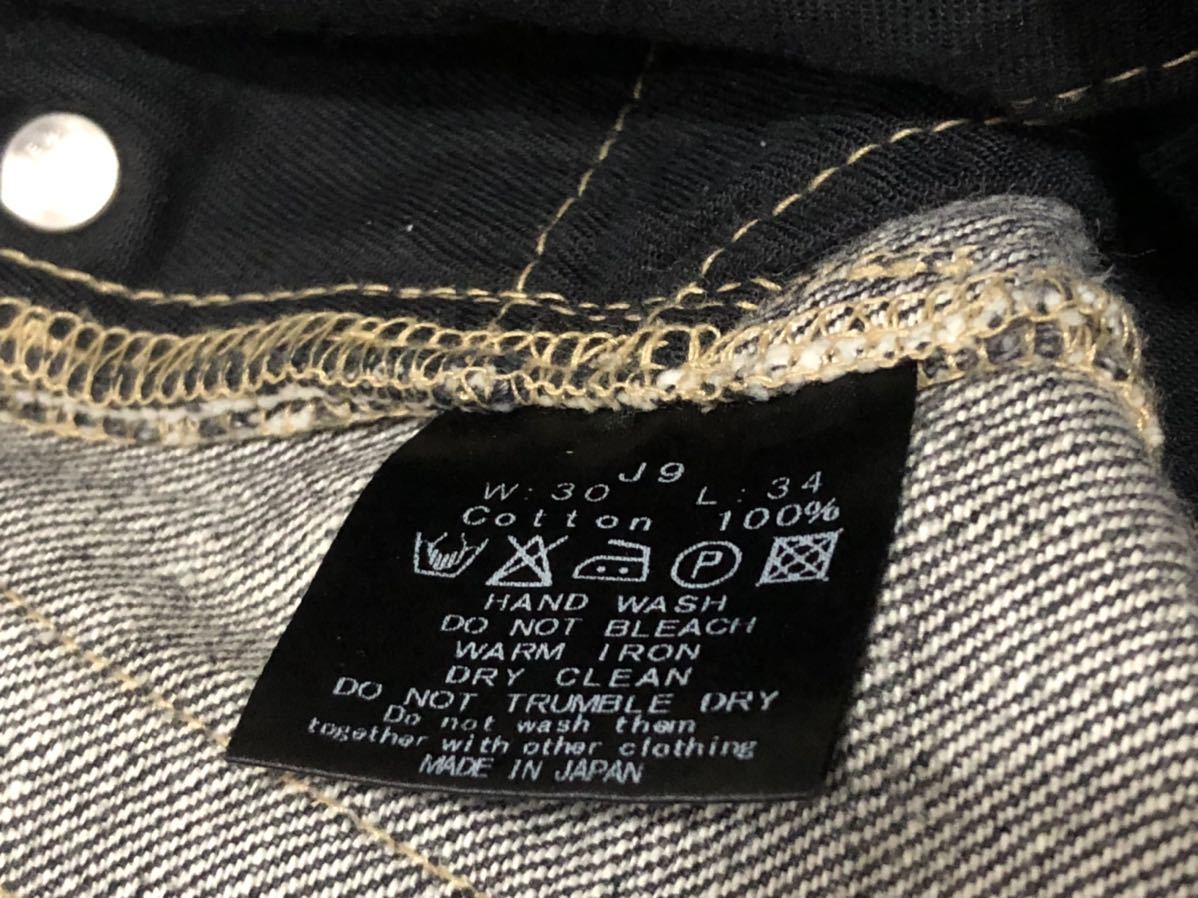 J9
W:30 L:34
Cotton 100%
P
HAND WASH
DO NOT BLEACH
WARM IRON
DRY CLEAN
DO NOT TRUMBLE DRY
Do not wash them
together with other clothing
MADE IN JAPAN